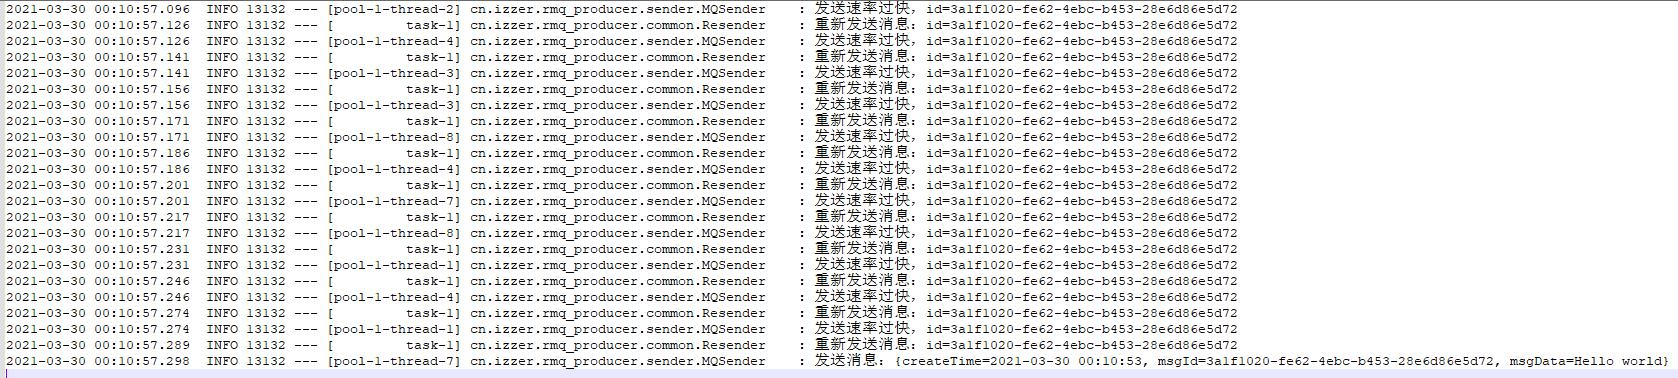 2021-03-30 00:10:57.096  INFO 13132 --- [pool-1-thread-2] cn.izzer.rmq_producer.sender.MQSender    : 发送速率过快，id=3a1f1020-fe62-4ebc-b453-28e6d86e5d72
2021-03-30 00:10:57.126  INFO 13132 --- [         task-1] cn.izzer.rmq_producer.common.Resender    : 重新发送消息：id=3a1f1020-fe62-4ebc-b453-28e6d86e5d72
2021-03-30 00:10:57.126  INFO 13132 --- [pool-1-thread-4] cn.izzer.rmq_producer.sender.MQSender    : 发送速率过快，id=3a1f1020-fe62-4ebc-b453-28e6d86e5d72
2021-03-30 00:10:57.141  INFO 13132 --- [         task-1] cn.izzer.rmq_producer.common.Resender    : 重新发送消息：id=3a1f1020-fe62-4ebc-b453-28e6d86e5d72
2021-03-30 00:10:57.141  INFO 13132 --- [pool-1-thread-3] cn.izzer.rmq_producer.sender.MQSender    : 发送速率过快，id=3a1f1020-fe62-4ebc-b453-28e6d86e5d72
2021-03-30 00:10:57.156  INFO 13132 --- [         task-1] cn.izzer.rmq_producer.common.Resender    : 重新发送消息：id=3a1f1020-fe62-4ebc-b453-28e6d86e5d72
2021-03-30 00:10:57.156  INFO 13132 --- [pool-1-thread-3] cn.izzer.rmq_producer.sender.MQSender    : 发送速率过快，id=3a1f1020-fe62-4ebc-b453-28e6d86e5d72
2021-03-30 00:10:57.171  INFO 13132 --- [         task-1] cn.izzer.rmq_producer.common.Resender    : 重新发送消息：id=3a1f1020-fe62-4ebc-b453-28e6d86e5d72
2021-03-30 00:10:57.171  INFO 13132 --- [pool-1-thread-8] cn.izzer.rmq_producer.sender.MQSender    : 发送速率过快，id=3a1f1020-fe62-4ebc-b453-28e6d86e5d72
2021-03-30 00:10:57.186  INFO 13132 --- [         task-1] cn.izzer.rmq_producer.common.Resender    : 重新发送消息：id=3a1f1020-fe62-4ebc-b453-28e6d86e5d72
2021-03-30 00:10:57.186  INFO 13132 --- [pool-1-thread-4] cn.izzer.rmq_producer.sender.MQSender    : 发送速率过快，id=3a1f1020-fe62-4ebc-b453-28e6d86e5d72
2021-03-30 00:10:57.201  INFO 13132 --- [         task-1] cn.izzer.rmq_producer.common.Resender    : 重新发送消息：id=3a1f1020-fe62-4ebc-b453-28e6d86e5d72
2021-03-30 00:10:57.201  INFO 13132 --- [pool-1-thread-7] cn.izzer.rmq_producer.sender.MQSender    : 发送速率过快，id=3a1f1020-fe62-4ebc-b453-28e6d86e5d72
2021-03-30 00:10:57.217  INFO 13132 --- [         task-1] cn.izzer.rmq_producer.common.Resender    : 重新发送消息：id=3a1f1020-fe62-4ebc-b453-28e6d86e5d72
2021-03-30 00:10:57.217  INFO 13132 --- [pool-1-thread-8] cn.izzer.rmq_producer.sender.MQSender    : 发送速率过快，id=3a1f1020-fe62-4ebc-b453-28e6d86e5d72
2021-03-30 00:10:57.231  INFO 13132 --- [         task-1] cn.izzer.rmq_producer.common.Resender    : 重新发送消息：id=3a1f1020-fe62-4ebc-b453-28e6d86e5d72
2021-03-30 00:10:57.231  INFO 13132 --- [pool-1-thread-1] cn.izzer.rmq_producer.sender.MQSender    : 发送速率过快，id=3a1f1020-fe62-4ebc-b453-28e6d86e5d72
2021-03-30 00:10:57.246  INFO 13132 --- [         task-1] cn.izzer.rmq_producer.common.Resender    : 重新发送消息：id=3a1f1020-fe62-4ebc-b453-28e6d86e5d72
2021-03-30 00:10:57.246  INFO 13132 --- [pool-1-thread-4] cn.izzer.rmq_producer.sender.MQSender    : 发送速率过快，id=3a1f1020-fe62-4ebc-b453-28e6d86e5d72
2021-03-30 00:10:57.274  INFO 13132 --- [         task-1] cn.izzer.rmq_producer.common.Resender    : 重新发送消息：id=3a1f1020-fe62-4ebc-b453-28e6d86e5d72
2021-03-30 00:10:57.274  INFO 13132 --- [pool-1-thread-1] cn.izzer.rmq_producer.sender.MQSender    : 发送速率过快，id=3a1f1020-fe62-4ebc-b453-28e6d86e5d72
2021-03-30 00:10:57.289  INFO 13132 --- [         task-1] cn.izzer.rmq_producer.common.Resender    : 重新发送消息：id=3a1f1020-fe62-4ebc-b453-28e6d86e5d72
2021-03-30 00:10:57.298  INFO 13132 --- [pool-1-thread-7] cn.izzer.rmq_producer.sender.MQSender    : 发送消息：{createTime=2021-03-30 00:10:53, msgId=3a1f1020-fe62-4ebc-b453-28e6d86e5d72, msgData=Hello world}